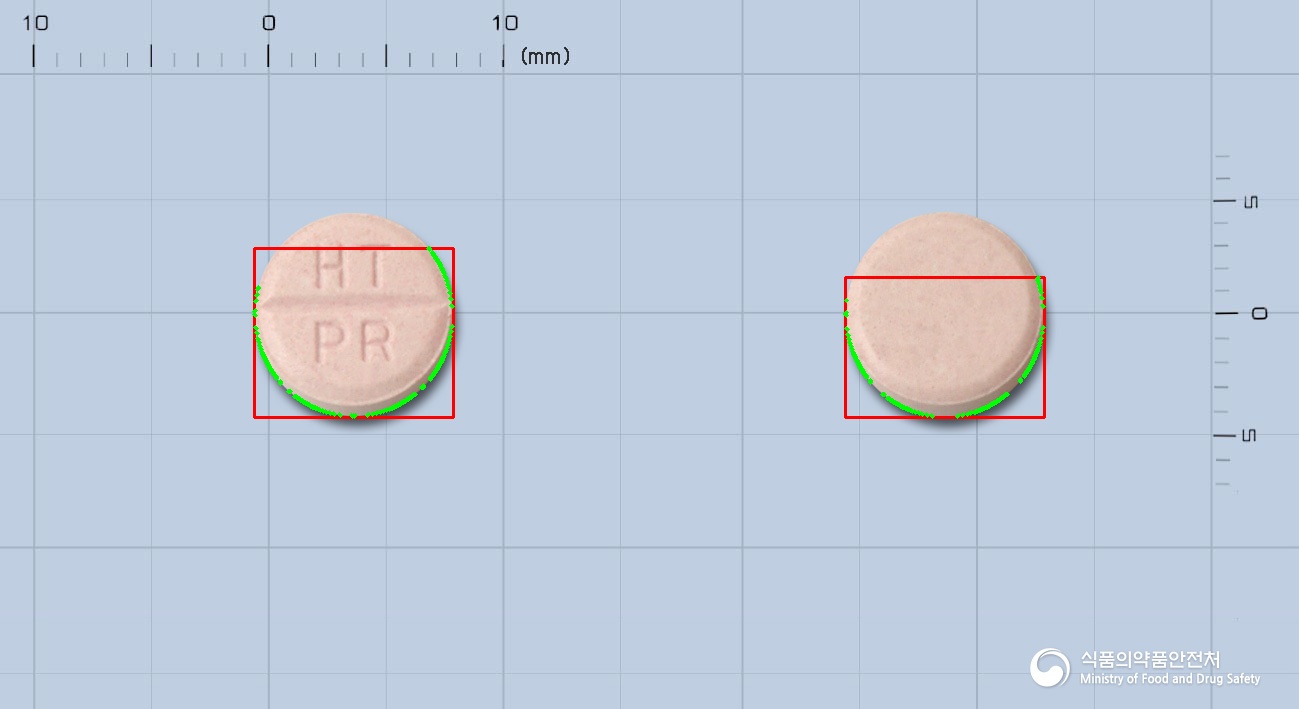 10 0 10
(mm)
HT
PR
5
0
5
식품의약품안전처
Ministry of Food and Drug Safety